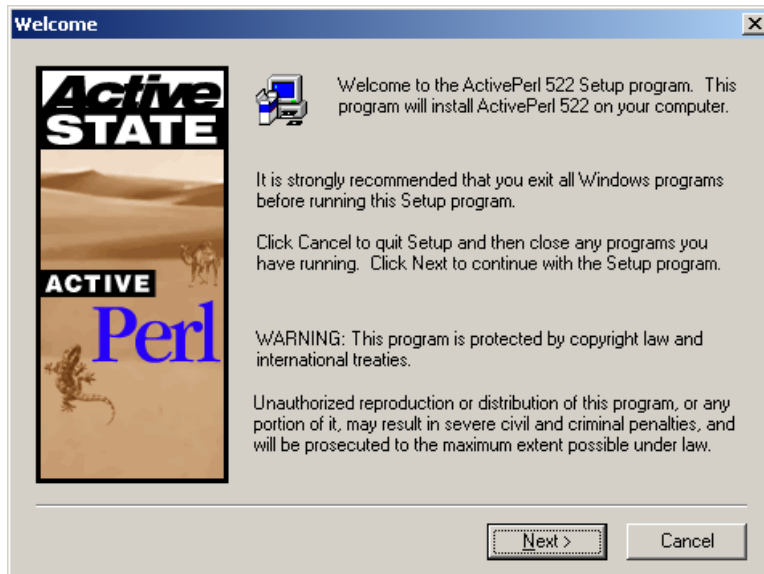 Welcome
Active
STATE
ACTIVE
Perl
Welcome to the ActivePerl 522 Setup program.  This
program will install ActivePerl 522 on your computer.
It is strongly recommended that you exit all Windows programs
before running this Setup program.
Click Cancel to quit Setup and then close any programs you
have running.  Click Next to continue with the Setup program.
WARNING: This program is protected by copyright law and
international treaties.
Unauthorized reproduction or distribution of this program, or any
portion of it, may result in severe civil and criminal penalties, and
will be prosecuted to the maximum extent possible under law.
Next >
Cancel